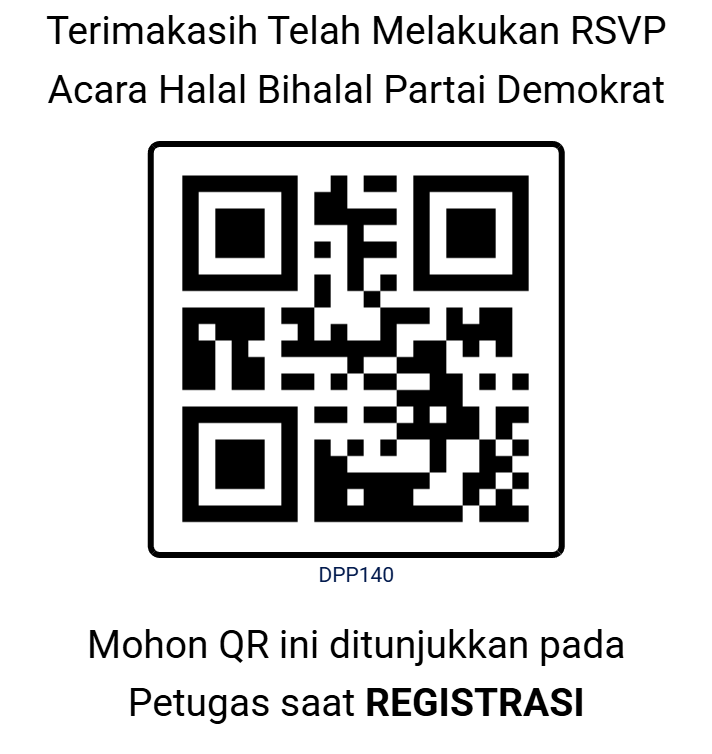 Terimakasih Telah Melakukan RSVP
Acara Halal Bihalal Partai Demokrat
DPP140
Mohon QR ini ditunjukkan pada
Petugas saat REGISTRASI